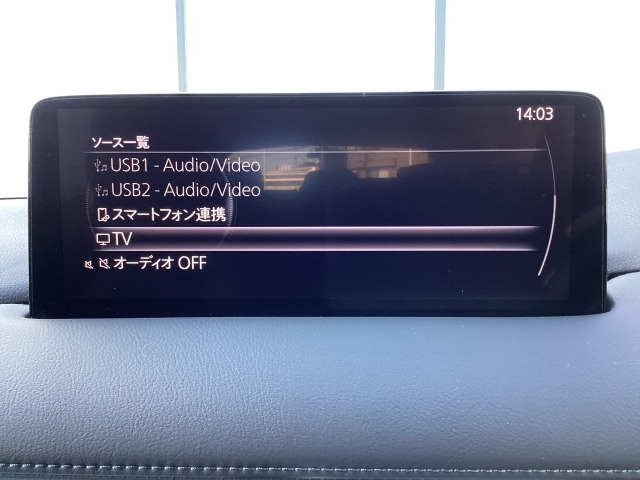 14:03
ソース一覧
USB1 - Audio/Video
USB2 - Audio/Video
スマートフォン連携
TV
オーディオ OFF